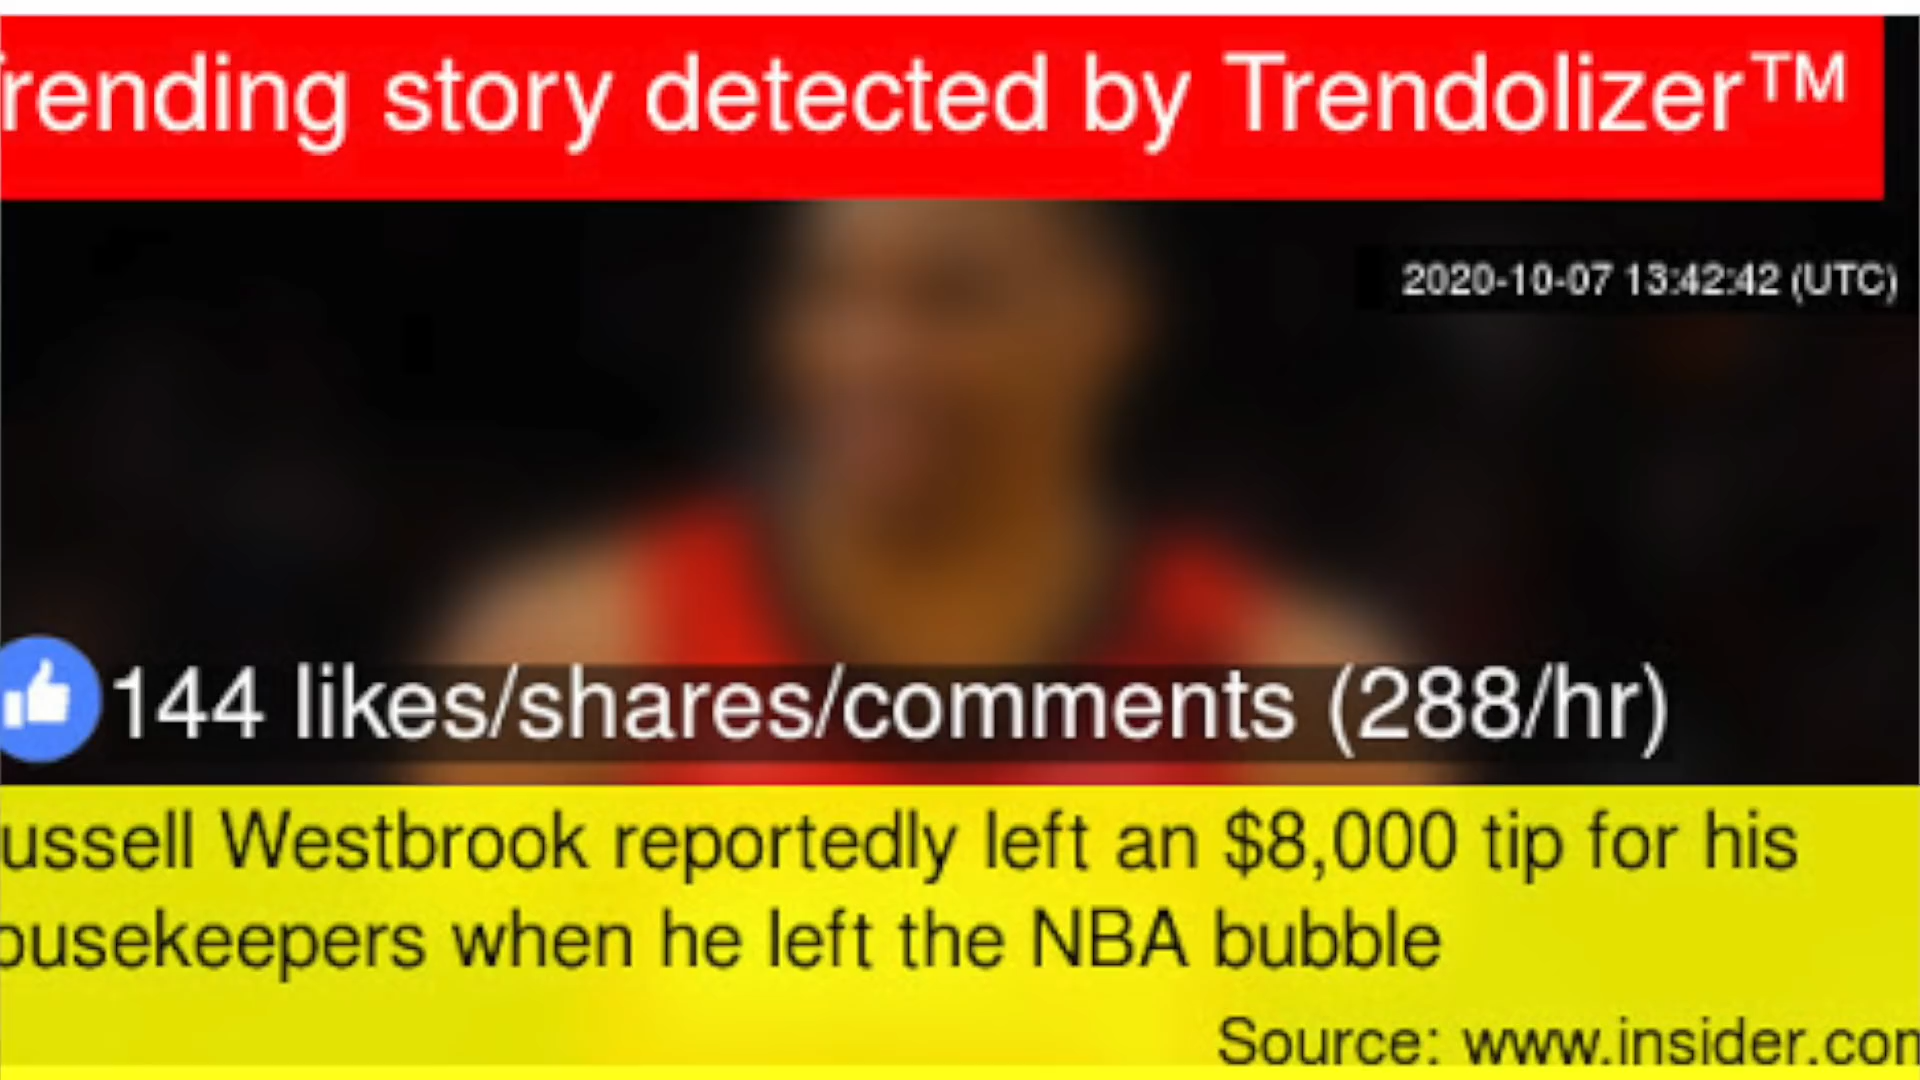 rending story detected by Trendolizer™
2020-10-07 13:42:42 (UTC)
144 likes/shares/comments (288/hr)
ussell Westbrook reportedly left an $8,000 tip for his
ousekeepers when he left the NBA bubble
Source: www.insider.com